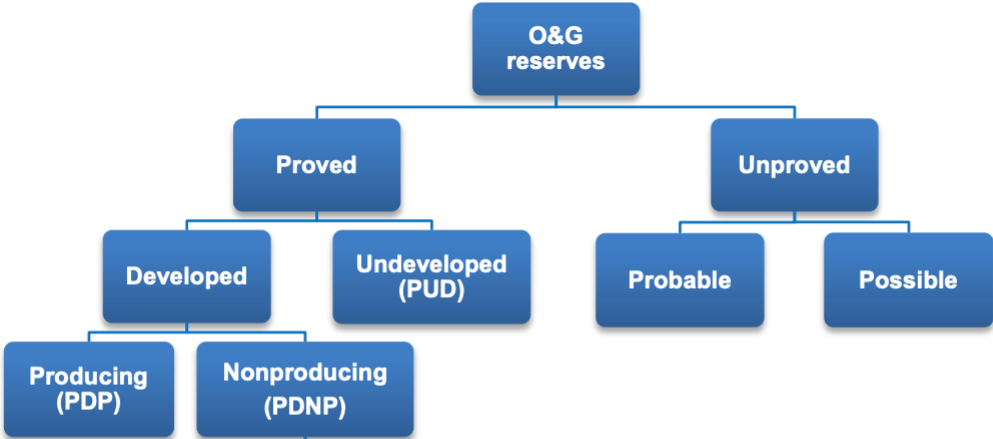 O&G
reserves
Proved
Unproved
Developed
Undeveloped
(PUD)
Probable
Possible
Producing
(PDP)
Nonproducing
(PDNP)